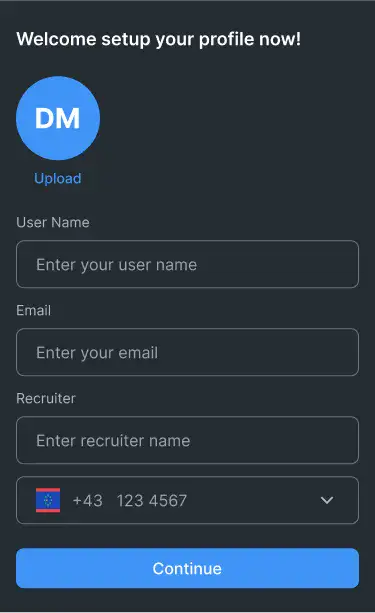 Welcome setup your profile now!
DM
Upload
User Name
Enter your user name
Email
Enter your email
Recruiter
Enter recruiter name
+43 123 4567
Continue